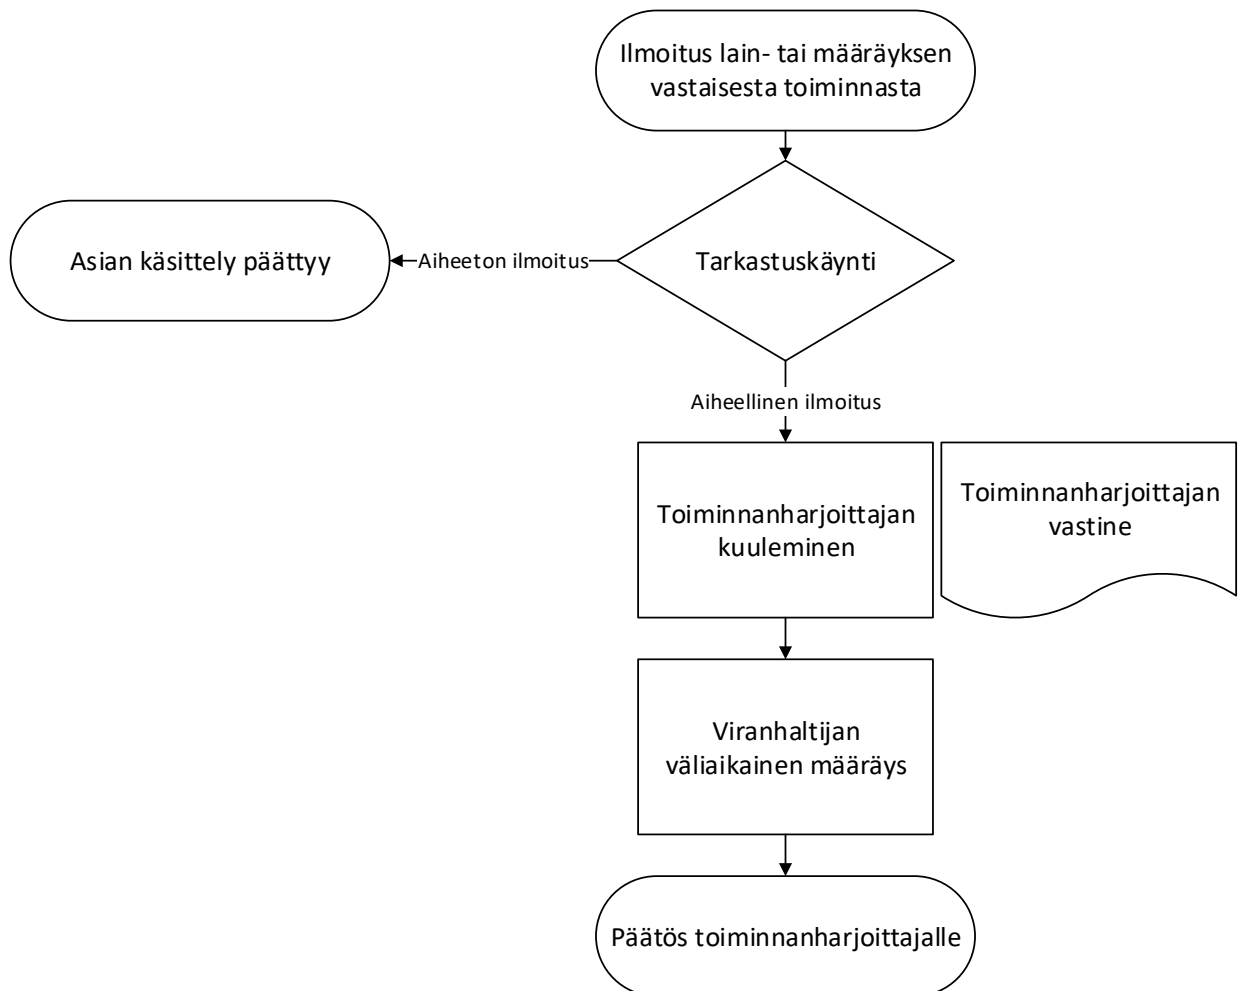 Ilmoitus lain- tai määräyksen
vastaisesta toiminnasta
Asian käsittely päättyy
Aiheeton ilmoitus
Tarkastuskäynti
Aiheellinen ilmoitus
Toiminnanharjoittajan
kuuleminen
Toiminnanharjoittajan
vastine
Viranhaltijan
väliaikainen määräys
Päätös toiminnanharjoittajalle